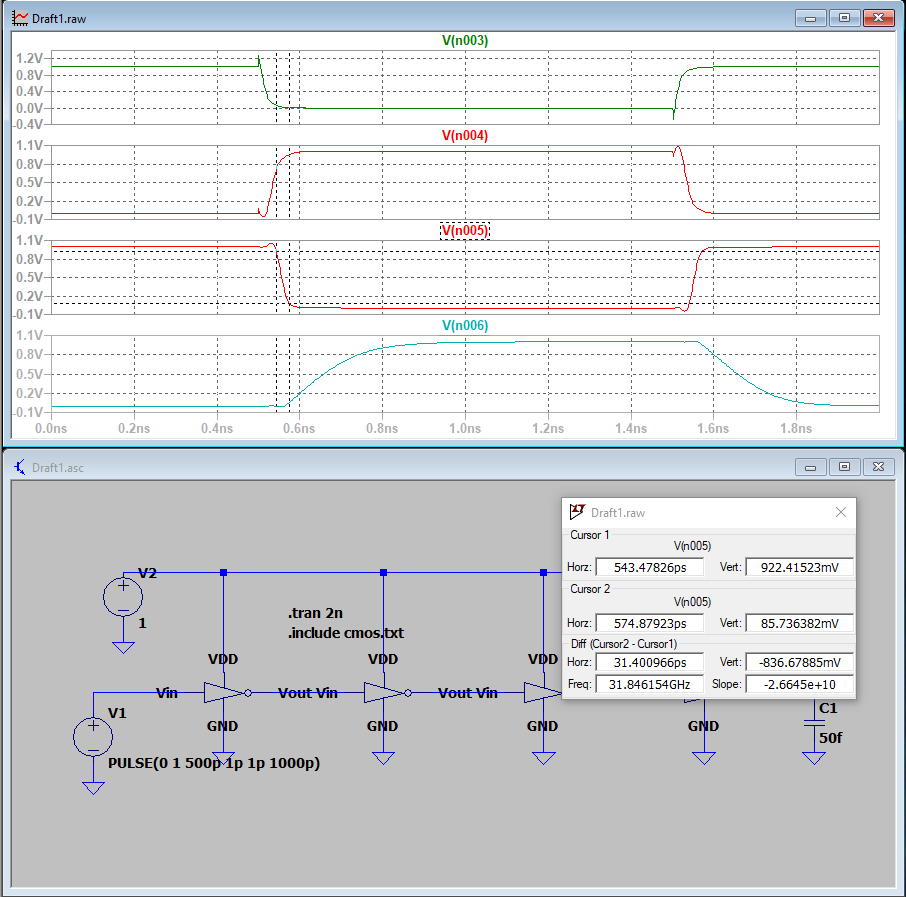 Draft1.raw
V(n003)
1.2V
0.8V
0.4V
0.0V
-0.4V
V(n004)
1.1V
0.8V
0.5V
0.2V
-0.1V
V(n005)
1.1V
0.8V
0.5V
0.2V
-0.1V
V(n006)
1.1V
0.8V
0.5V
0.2V
-0.1V
0.0ns 0.2ns 0.4ns 0.6ns 0.8ns 1.0ns 1.2ns 1.4ns 1.6ns 1.8ns
Draft1.asc
Draft1.raw
Cursor 1
V(n005)
Horz: 543.47826ps Vert: 922.41523mV
Cursor 2
V(n005)
Horz: 574.87923ps Vert: 85.736382mV
Diff (Cursor2 - Cursor1)
Horz: 31.400966ps Vert: -836.67885mV
Freq: 31.846154GHz Slope: -2.6645e+10
V2
1
.tran 2n
.include cmos.txt
VDD VDD VDD
Vin Vout Vin Vout Vin
V1
GND GND GND GND
PULSE(0 1 500p 1p 1p 1000p)
C1
50f